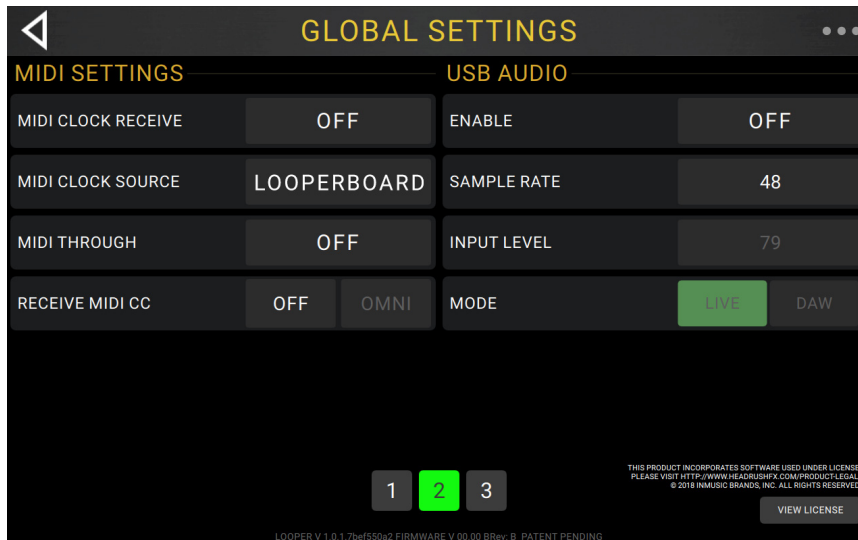 GLOBAL SETTINGS
MIDI SETTINGS
MIDI CLOCK RECEIVE OFF
MIDI CLOCK SOURCE LOOPERBOARD
MIDI THROUGH OFF
RECEIVE MIDI CC OFF OMNI
USB AUDIO
ENABLE OFF
SAMPLE RATE 48
INPUT LEVEL 79
MODE LIVE DAW
1 2 3
THIS PRODUCT INCORPORATES SOFTWARE USED UNDER LICENSE
PLEASE VISIT HTTP://WWW.HEADRUSHFX.COM/PRODUCT-LEGAL
© 2018 INMUSIC BRANDS, INC. ALL RIGHTS RESERVED
VIEW LICENSE
LOOPER V 1.0.1.7bef550a2 FIRMWARE V 00.00 BRev: B PATENT PENDING